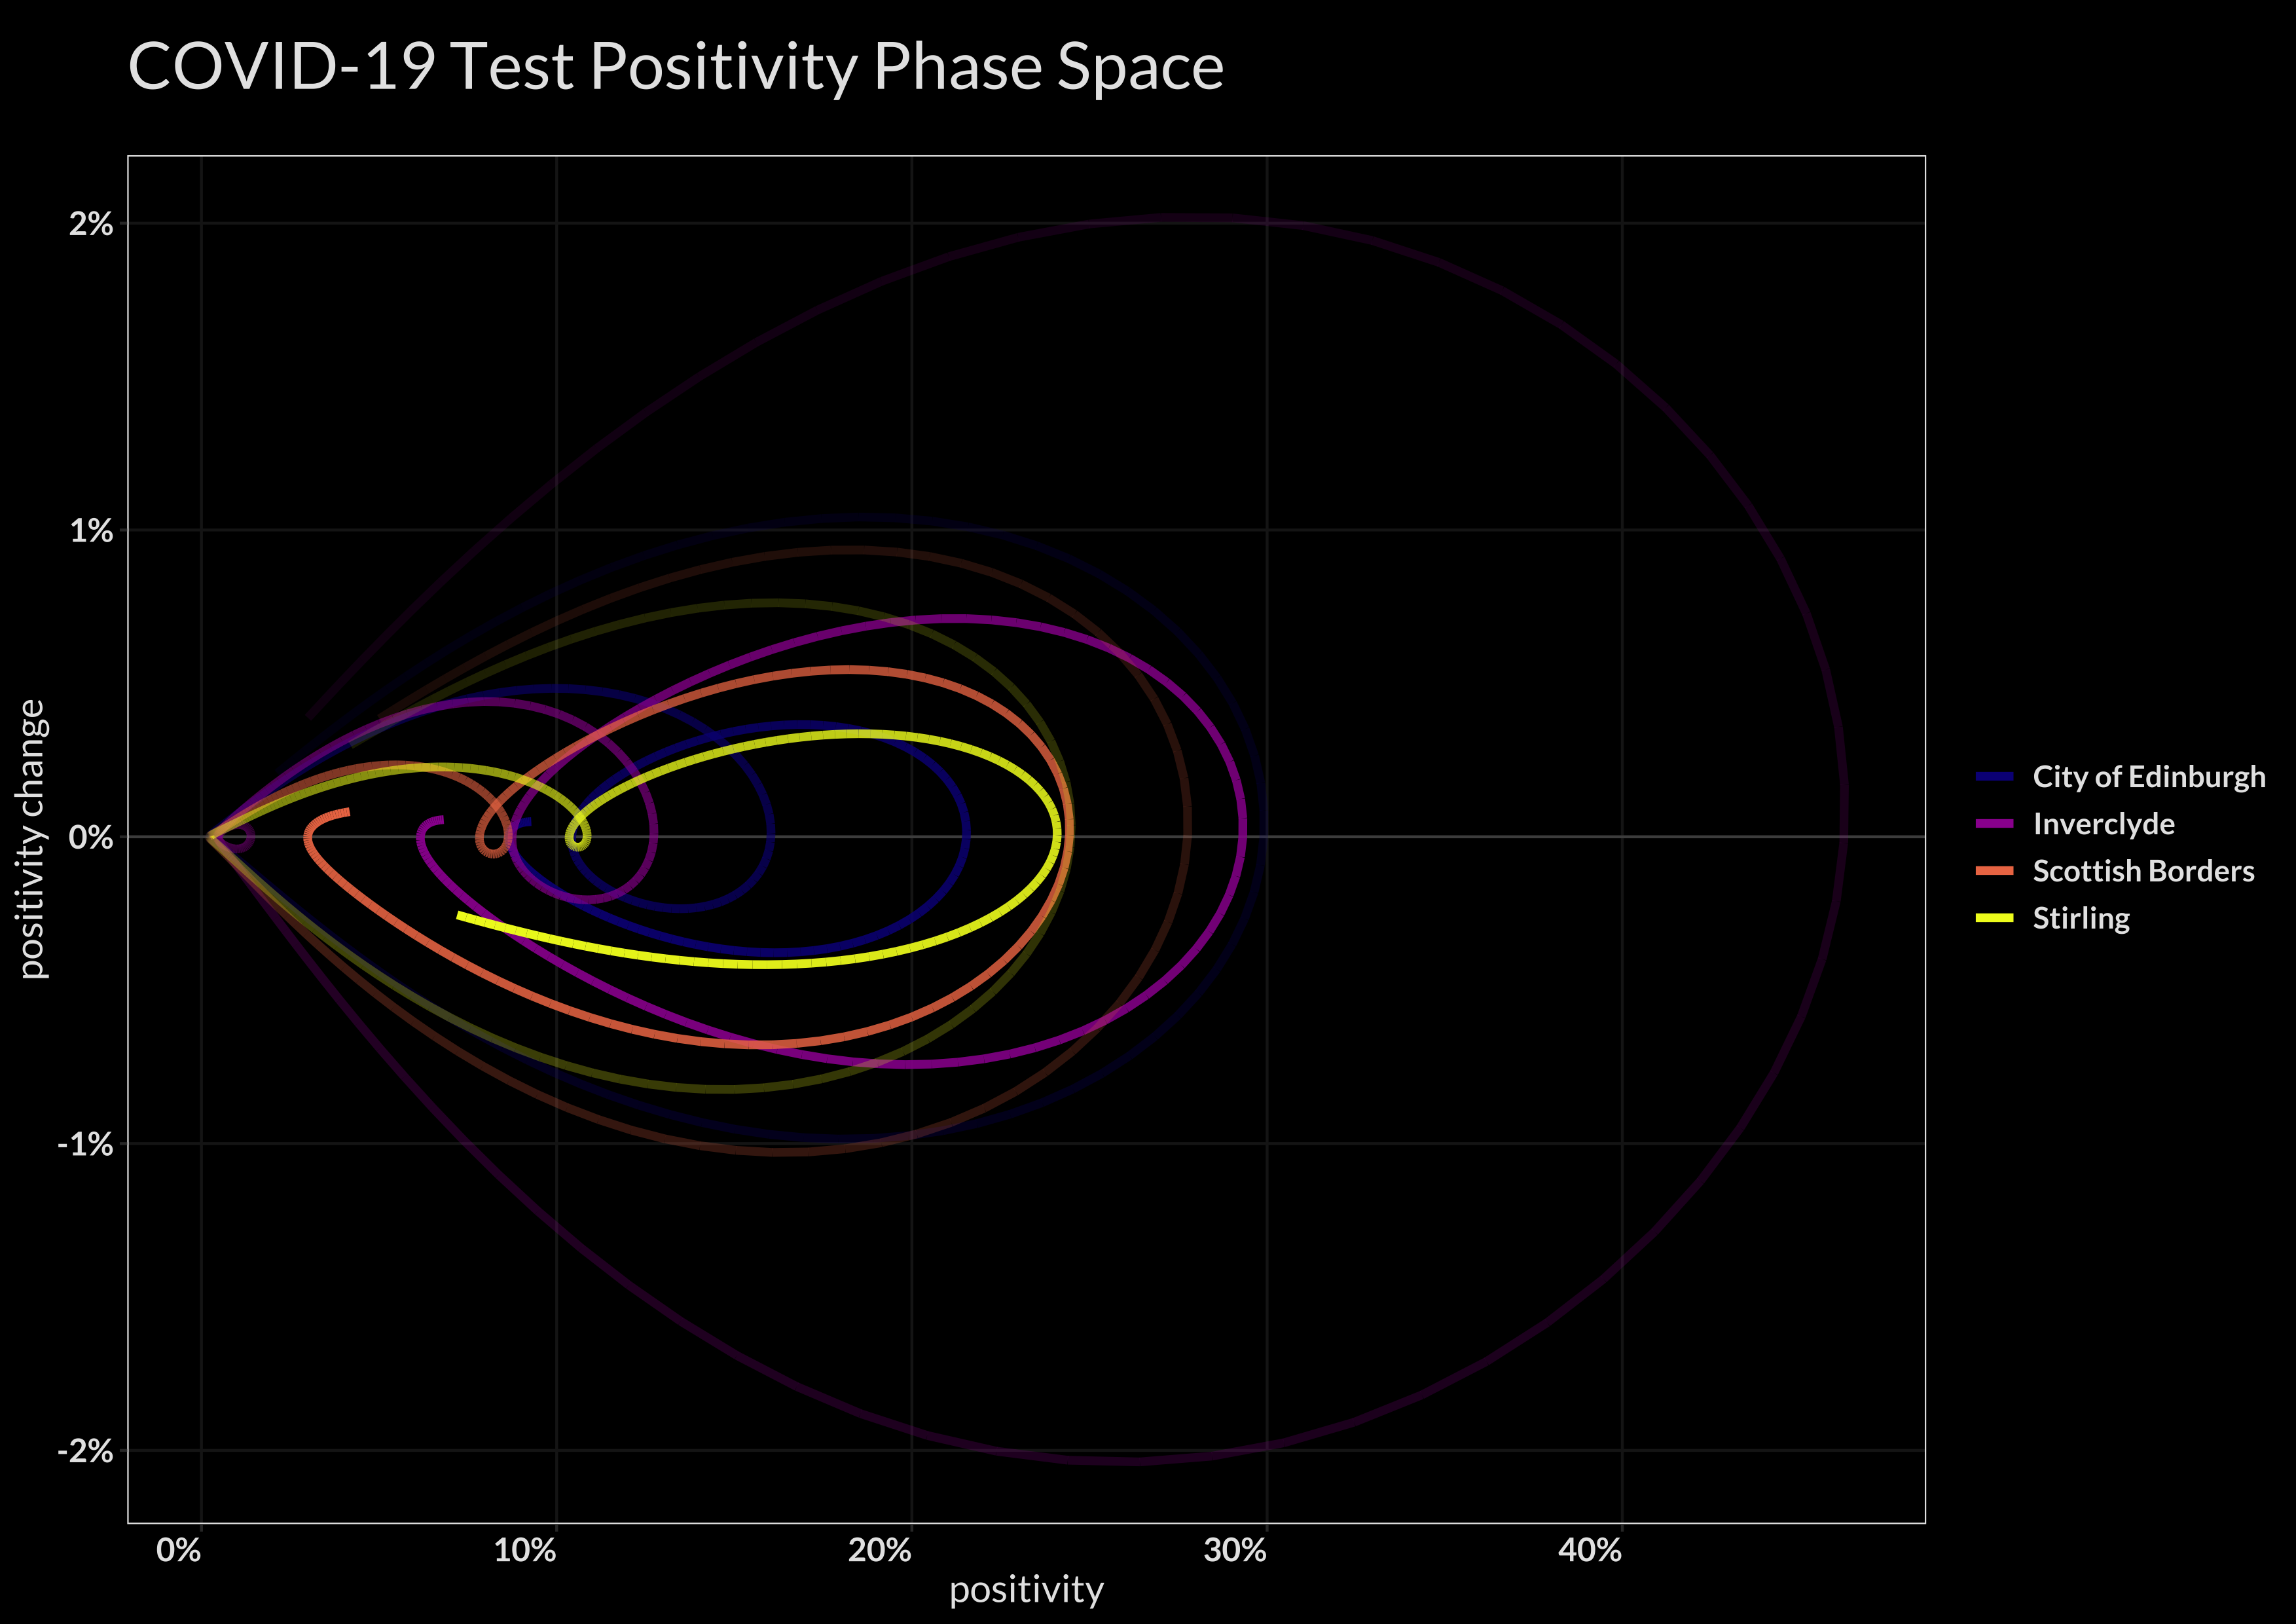 COVID-19 Test Positivity Phase Space
2%
1%
0%
-1%
-2%
positivity change
0%
10%
20%
30%
40%
positivity
City of Edinburgh
Inverclyde
Scottish Borders
Stirling